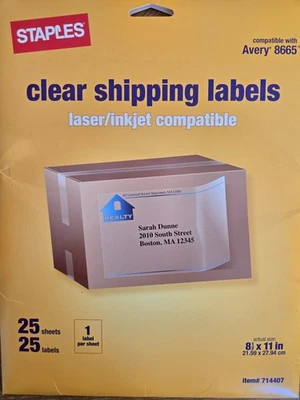 STAPLES
compatible with
Avery® 8665™
clear shipping labels
laser/inkjet compatible
REALTY
Sarah Dunne
2010 South Street
Boston, MA 12345
25 sheets
25 labels
1
label
per sheet
actual size
8½ x 11 in
21.59 x 27.94 cm
Item# 714407